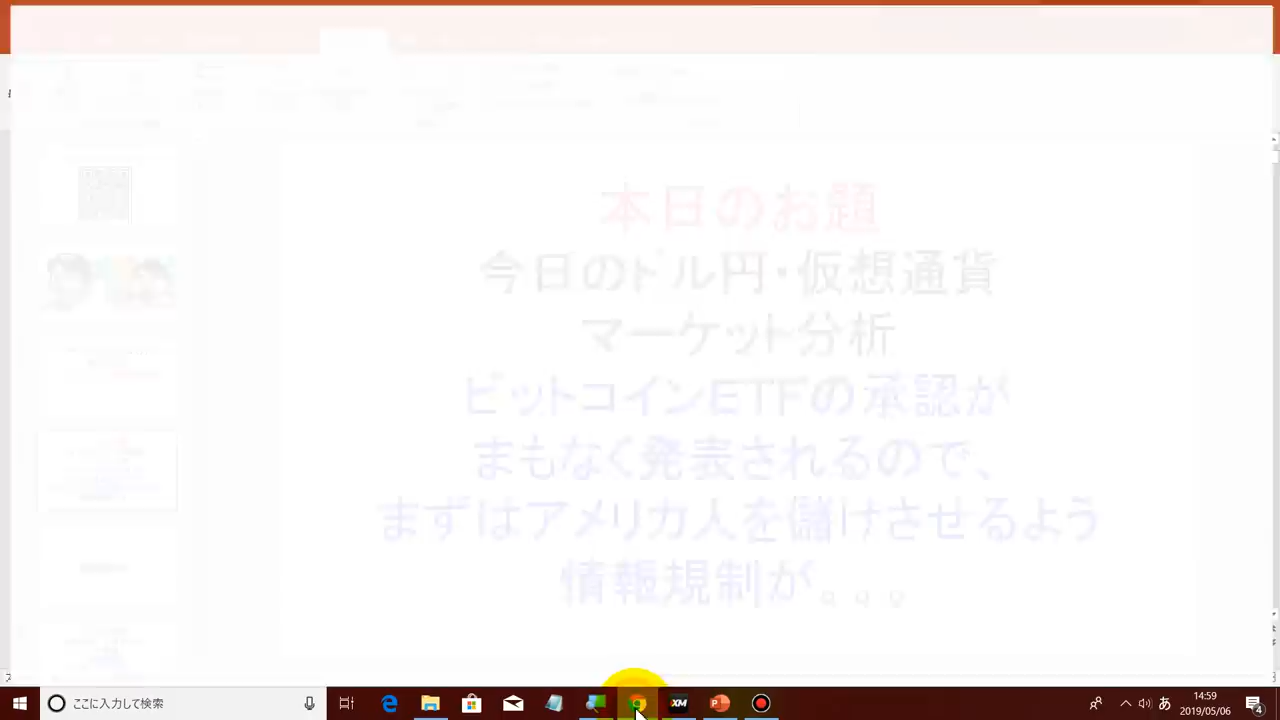 本日のお題
今日のドル円・仮想通貨
マーケット分析
ビットコインETFの承認が
まもなく発表されるので、
まずはアメリカ人を儲けさせるよう
情報規制が。。。
ここに入力して検索
XM
あ
14:59
2019/05/06
4